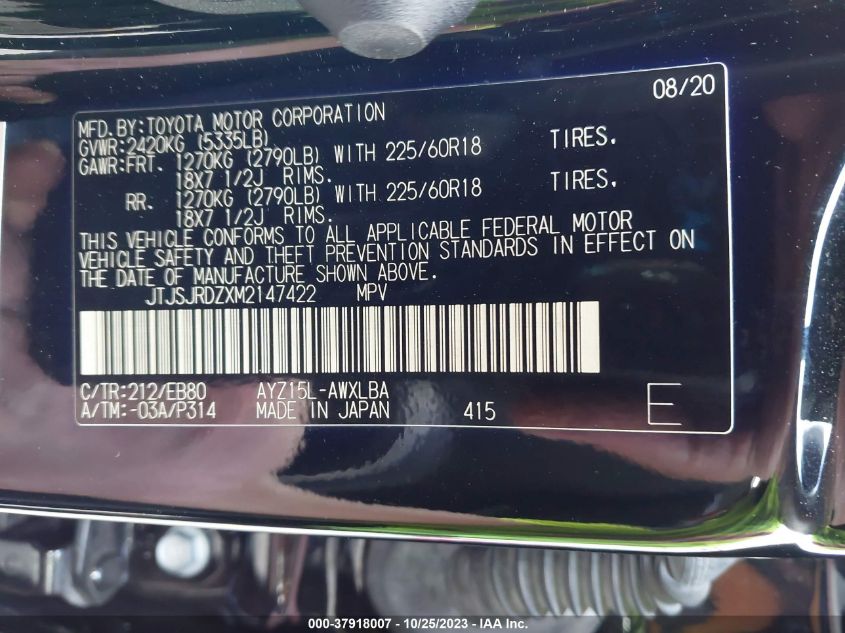 08/20
MFD.BY:TOYOTA MOTOR CORPORATION
GVWR:2420KG (5335LB)
GAWR:FRT. 1270KG (2790LB) WITH 225/60R18 TIRES.
18X7 1/2J RIMS.
RR. 1270KG (2790LB) WITH 225/60R18 TIRES,
18X7 1/2J RIMS.
THIS VEHICLE CONFORMS TO ALL APPLICABLE FEDERAL MOTOR
VEHICLE SAFETY AND THEFT PREVENTION STANDARDS IN EFFECT ON
THE DATE OF MANUFACTURE SHOWN ABOVE.
JTJSJRDZXM2147422 MPV
C/TR:212/EB80 AYZ15L-AWXLBA
A/TM:-03A/P314 MADE IN JAPAN 415 E
000-37918007 - 10/25/2023 - IAA Inc.